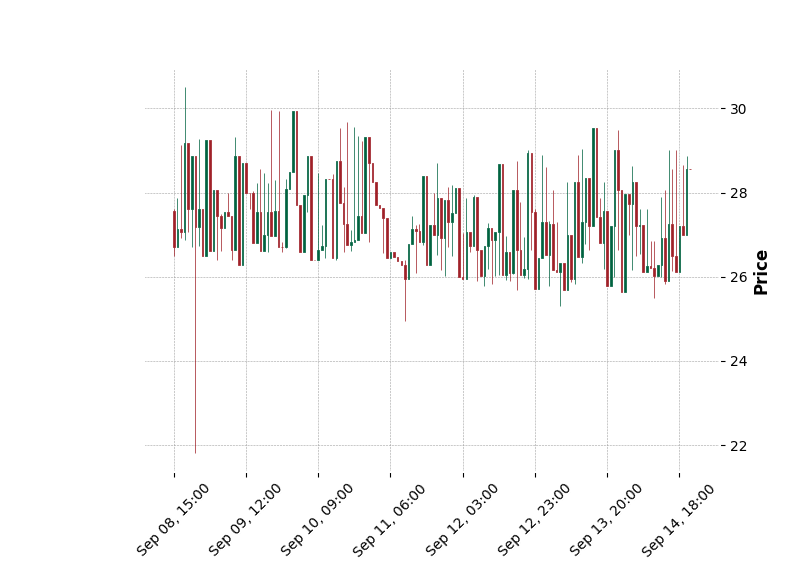 30
28
26
24
22
Price
Sep 08, 15:00
Sep 09, 12:00
Sep 10, 09:00
Sep 11, 06:00
Sep 12, 03:00
Sep 12, 23:00
Sep 13, 20:00
Sep 14, 18:00